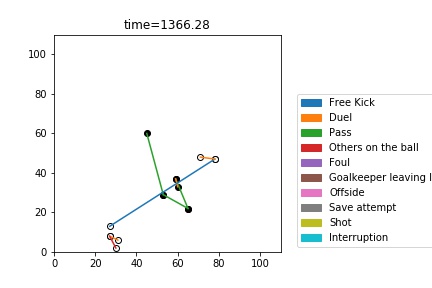 time=1366.28
100
80
60
40
20
0
0 20 40 60 80 100
Free Kick
Duel
Pass
Others on the ball
Foul
Goalkeeper leaving l
Offside
Save attempt
Shot
Interruption